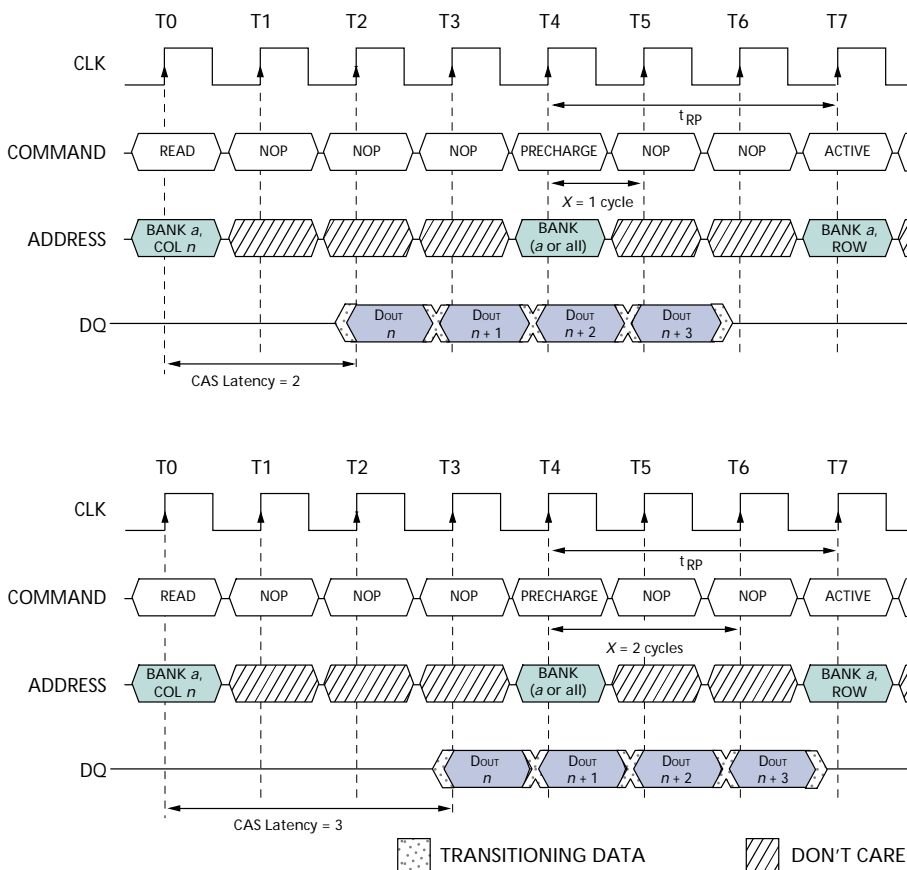 T0 T1 T2 T3 T4 T5 T6 T7
CLK
tRP
COMMAND READ NOP NOP NOP PRECHARGE NOP NOP ACTIVE
X = 1 cycle
ADDRESS BANK a, COL n BANK (a or all) BANK a, ROW
DQ DOUT n DOUT n + 1 DOUT n + 2 DOUT n + 3
CAS Latency = 2
T0 T1 T2 T3 T4 T5 T6 T7
CLK
tRP
COMMAND READ NOP NOP NOP PRECHARGE NOP NOP ACTIVE
X = 2 cycles
ADDRESS BANK a, COL n BANK (a or all) BANK a, ROW
DQ DOUT n DOUT n + 1 DOUT n + 2 DOUT n + 3
CAS Latency = 3
TRANSITIONING DATA DON'T CARE